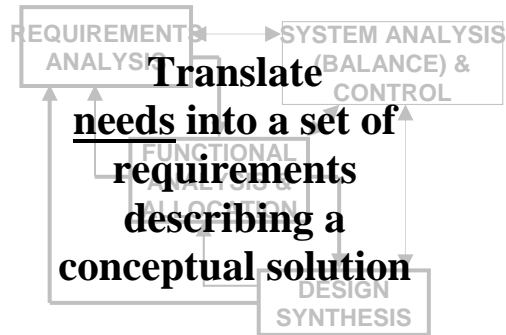 REQUIREMENTS
ANALYSIS
SYSTEM ANALYSIS
(BALANCE) &
CONTROL
Translate
needs into a set of
requirements
describing a
conceptual solution
FUNCTIONAL
ANALYSIS &
ALLOCATION
DESIGN
SYNTHESIS